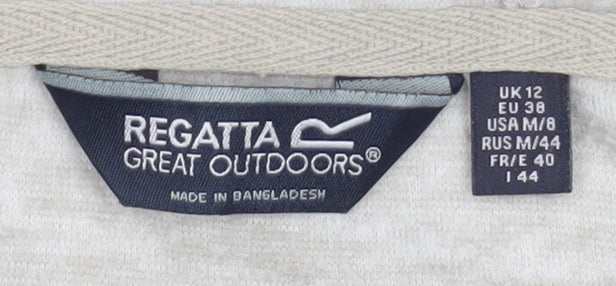 REGATTA
GREAT OUTDOORS®
MADE IN BANGLADESH
UK 12
EU 38
USA M/8
RUS M/44
FR/E 40
I 44